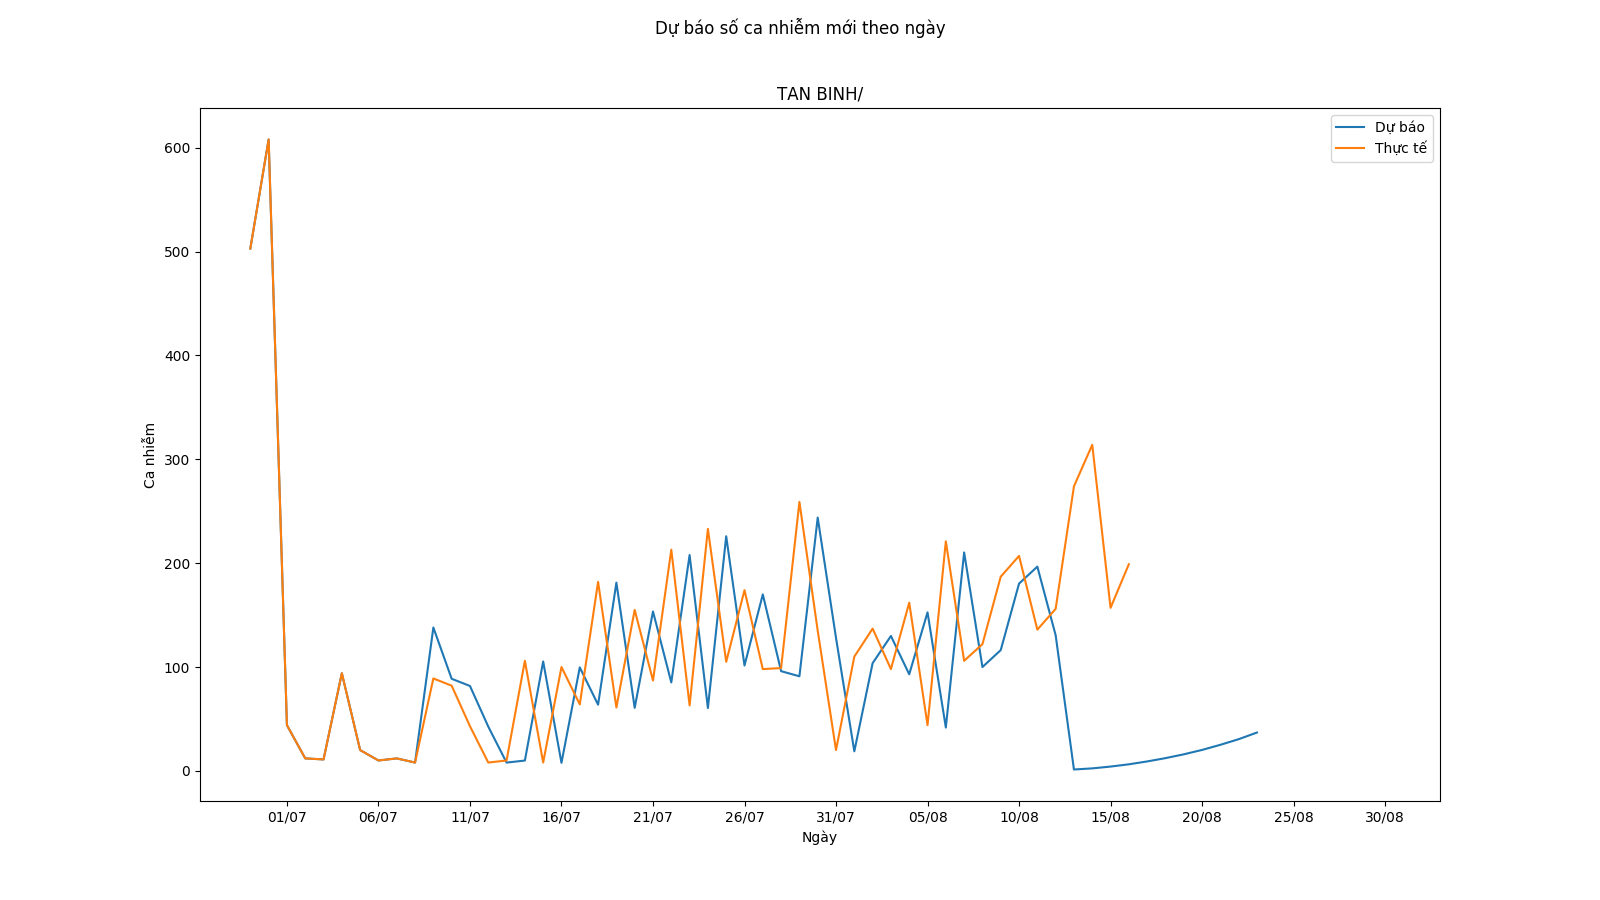 Dự báo số ca nhiễm mới theo ngày
TAN BINH/
Dự báo
Thực tế
600
500
400
300
200
100
0
Ca nhiễm
01/07 06/07 11/07 16/07 21/07 26/07 31/07 05/08 10/08 15/08 20/08 25/08 30/08
Ngày